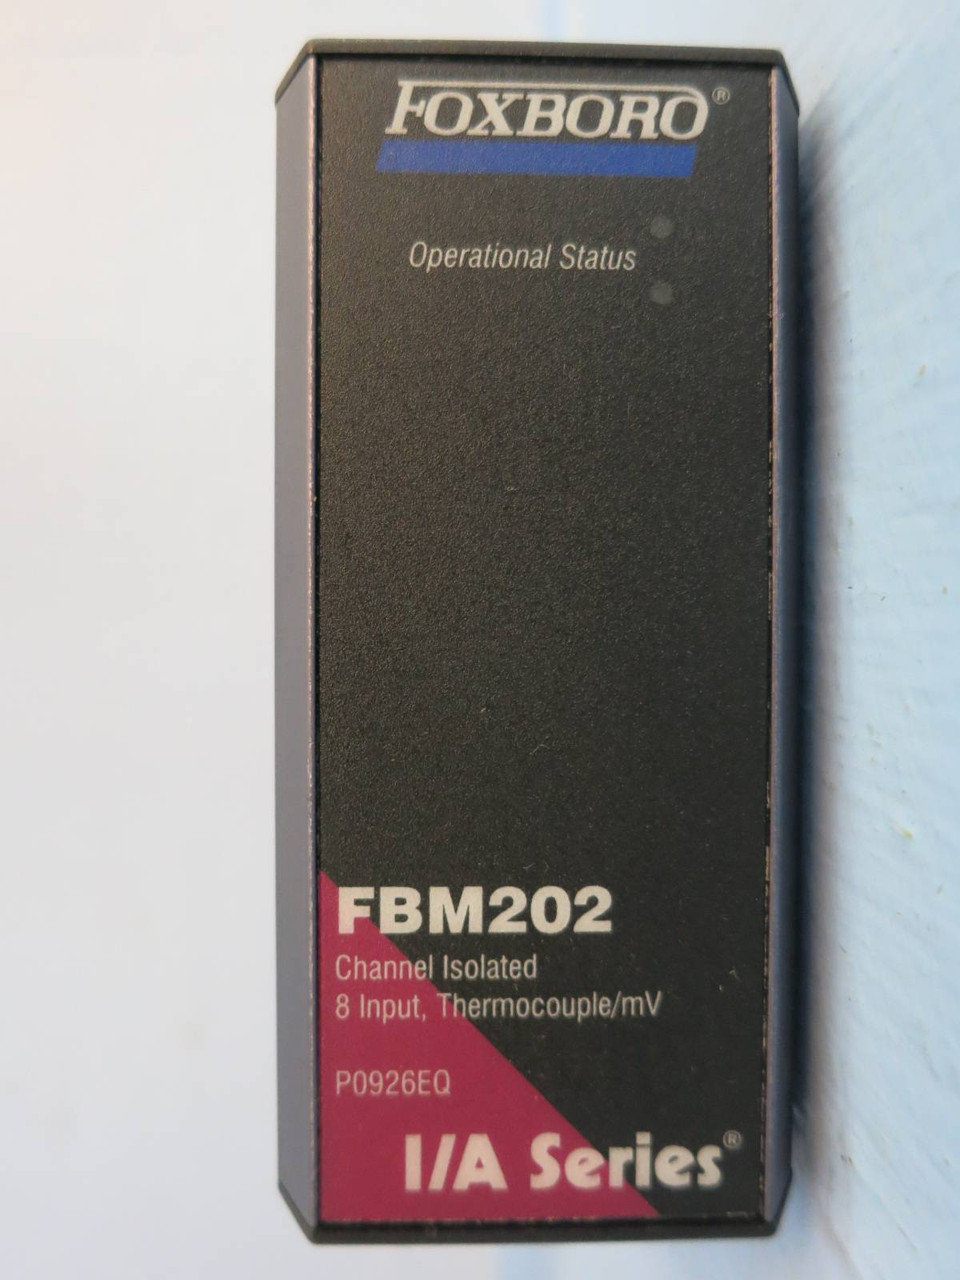 FOXBORO®
Operational Status
FBM202
Channel Isolated
8 Input, Thermocouple/mV
P0926EQ
I/A Series®